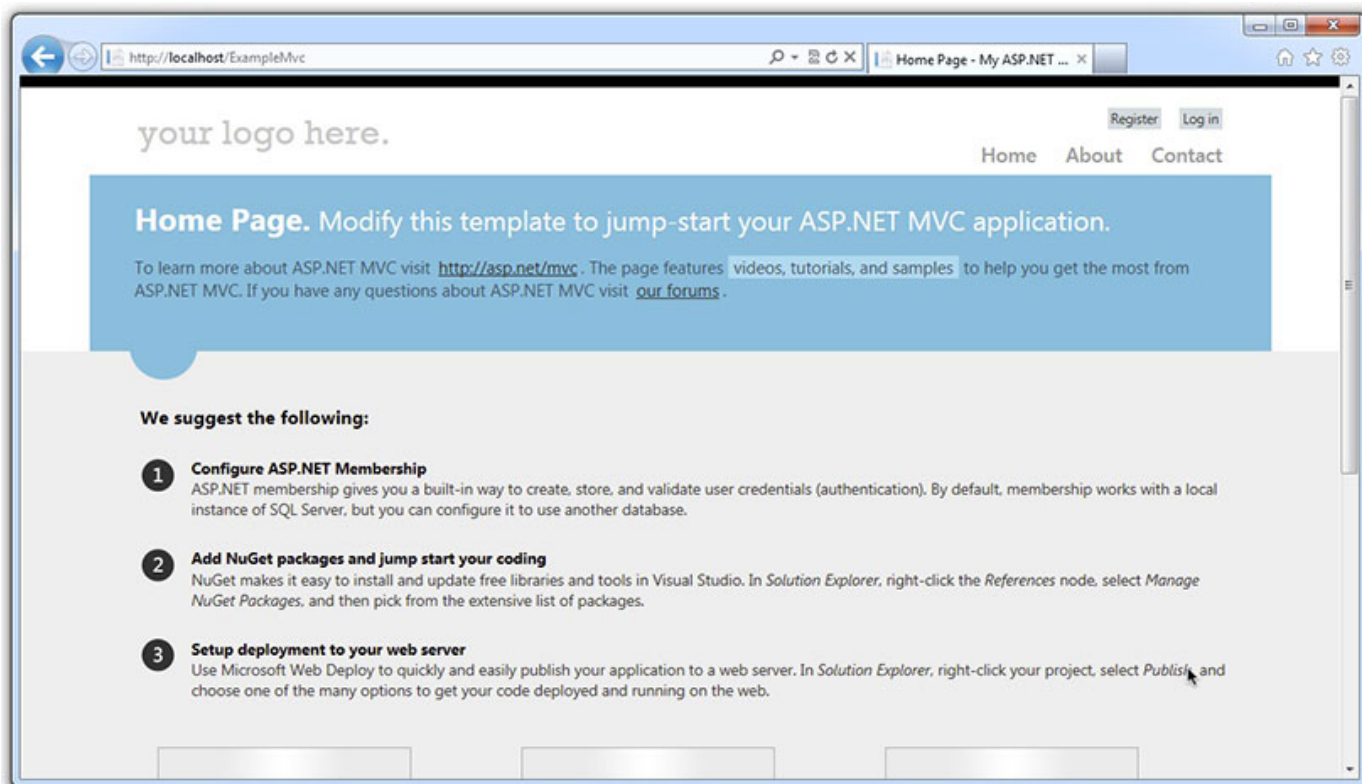 http://localhost/ExampleMvc
Home Page - My ASP.NET ...
your logo here.
Register Log in
Home About Contact
Home Page. Modify this template to jump-start your ASP.NET MVC application.
To learn more about ASP.NET MVC visit http://asp.net/mvc . The page features videos, tutorials, and samples to help you get the most from
ASP.NET MVC. If you have any questions about ASP.NET MVC visit our forums .
We suggest the following:
1 Configure ASP.NET Membership
ASP.NET membership gives you a built-in way to create, store, and validate user credentials (authentication). By default, membership works with a local
instance of SQL Server, but you can configure it to use another database.
2 Add NuGet packages and jump start your coding
NuGet makes it easy to install and update free libraries and tools in Visual Studio. In Solution Explorer, right-click the References node, select Manage
NuGet Packages, and then pick from the extensive list of packages.
3 Setup deployment to your web server
Use Microsoft Web Deploy to quickly and easily publish your application to a web server. In Solution Explorer, right-click your project, select Publish, and
choose one of the many options to get your code deployed and running on the web.